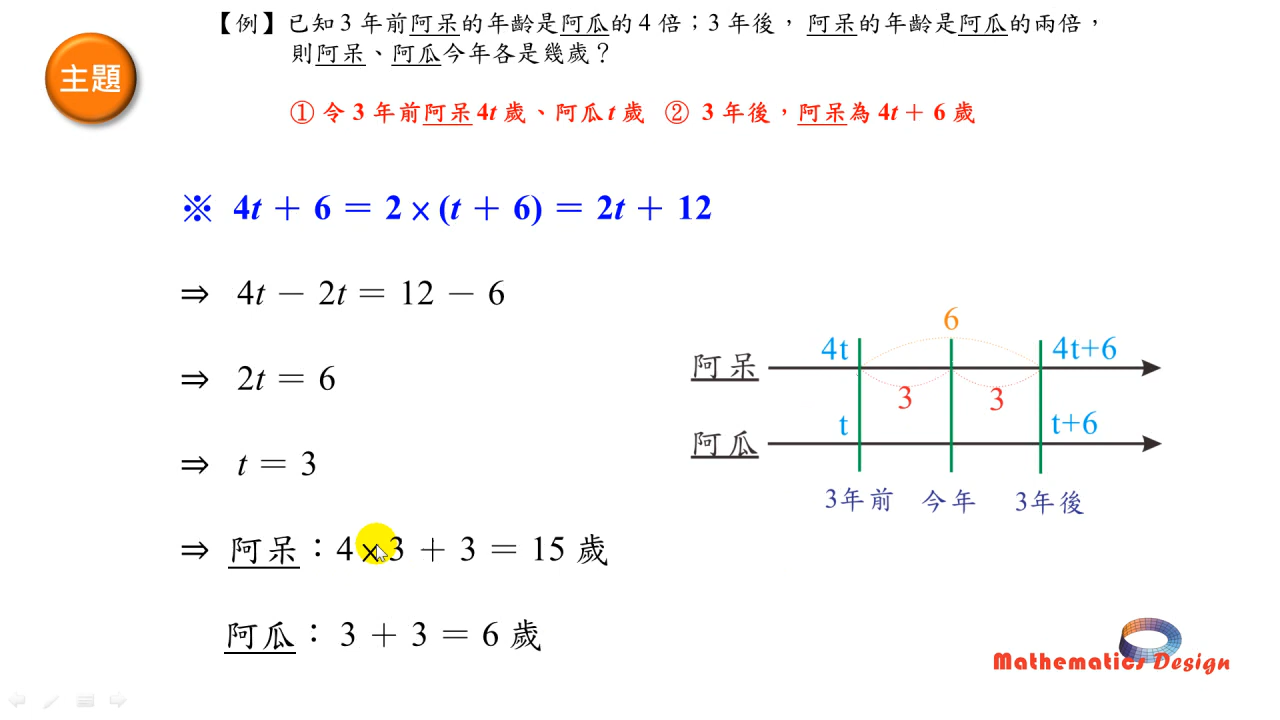 主題
【例】已知 3 年前阿呆的年齡是阿瓜的 4 倍；3 年後， 阿呆的年齡是阿瓜的兩倍，
則阿呆、阿瓜今年各是幾歲？
① 令 3 年前阿呆 4t 歲、阿瓜 t 歲 ② 3 年後，阿呆為 4t＋6 歲
※ 4t＋6＝2×(t＋6)＝2t＋12
⇒ 4t－2t＝12－6
⇒ 2t＝6
⇒ t＝3
⇒ 阿呆：4×3＋3＝15 歲
阿瓜：3＋3＝6 歲
6
阿呆 4t 4t+6
3 3
阿瓜 t t+6
3年前 今年 3年後
Mathematics Design